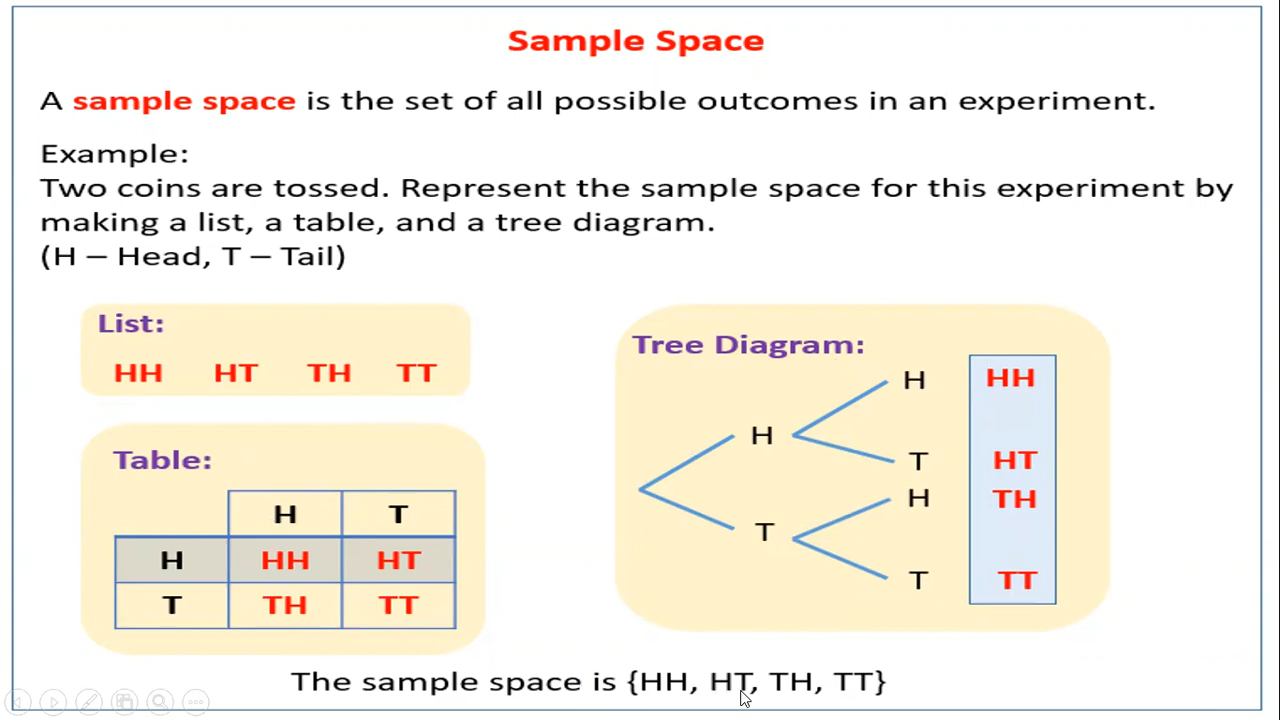 Sample Space
A sample space is the set of all possible outcomes in an experiment.
Example:
Two coins are tossed. Represent the sample space for this experiment by
making a list, a table, and a tree diagram.
(H – Head, T – Tail)
List:
HH HT TH TT
Table:
H T
H HH HT
T TH TT
Tree Diagram:
H HH
H
T HT
H TH
T
T TT
The sample space is {HH, HT, TH, TT}